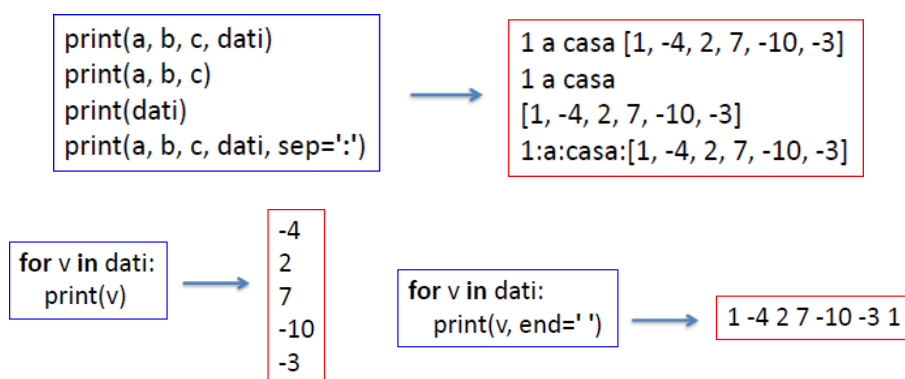 print(a, b, c, dati)
print(a, b, c)
print(dati)
print(a, b, c, dati, sep=':')
1 a casa [1, -4, 2, 7, -10, -3]
1 a casa
[1, -4, 2, 7, -10, -3]
1:a:casa:[1, -4, 2, 7, -10, -3]
for v in dati:
print(v)
-4
2
7
-10
-3
for v in dati:
print(v, end=' ')
1 -4 2 7 -10 -3 1